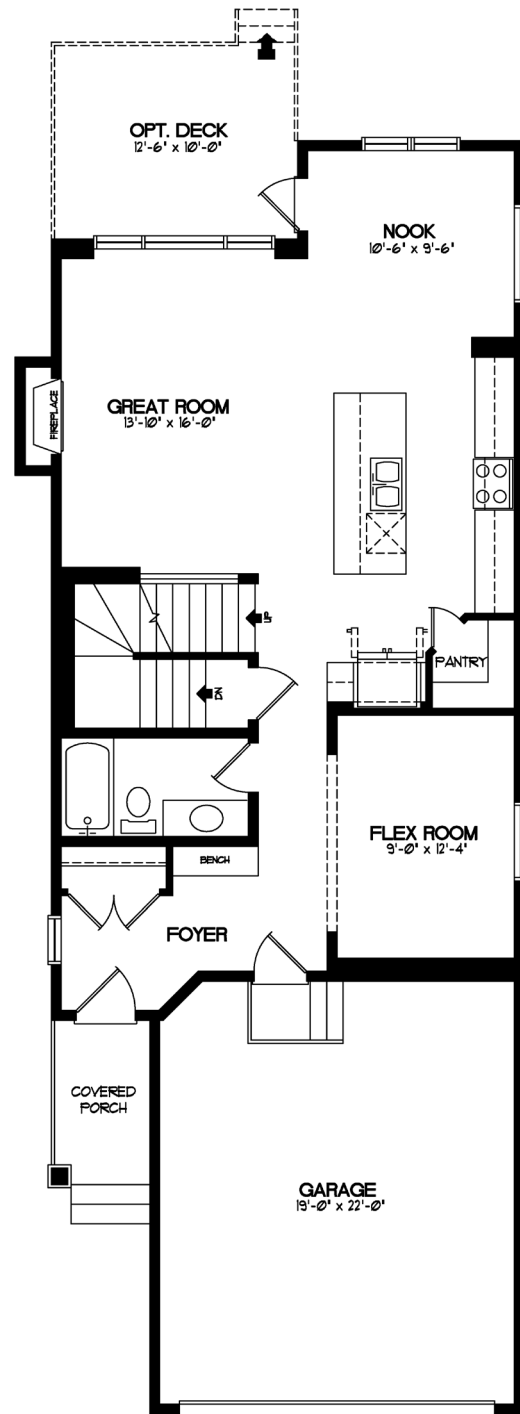 OPT. DECK
12'-6" x 10'-0"
NOOK
10'-6" x 9'-6"
GREAT ROOM
13'-10" x 16'-0"
FIREPLACE
UP
DN
PANTRY
FLEX ROOM
9'-0" x 12'-4"
BENCH
FOYER
COVERED
PORCH
GARAGE
19'-0" x 22'-0"